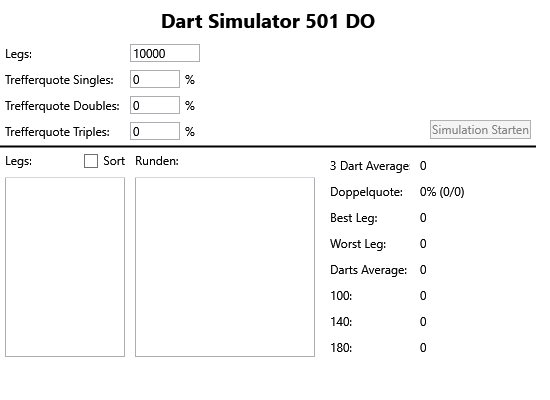 Dart Simulator 501 DO
Legs: 10000
Trefferquote Singles: 0 %
Trefferquote Doubles: 0 %
Trefferquote Triples: 0 %
Simulation Starten
Legs: Sort Runden:
3 Dart Average: 0
Doppelquote: 0% (0/0)
Best Leg: 0
Worst Leg: 0
Darts Average: 0
100: 0
140: 0
180: 0